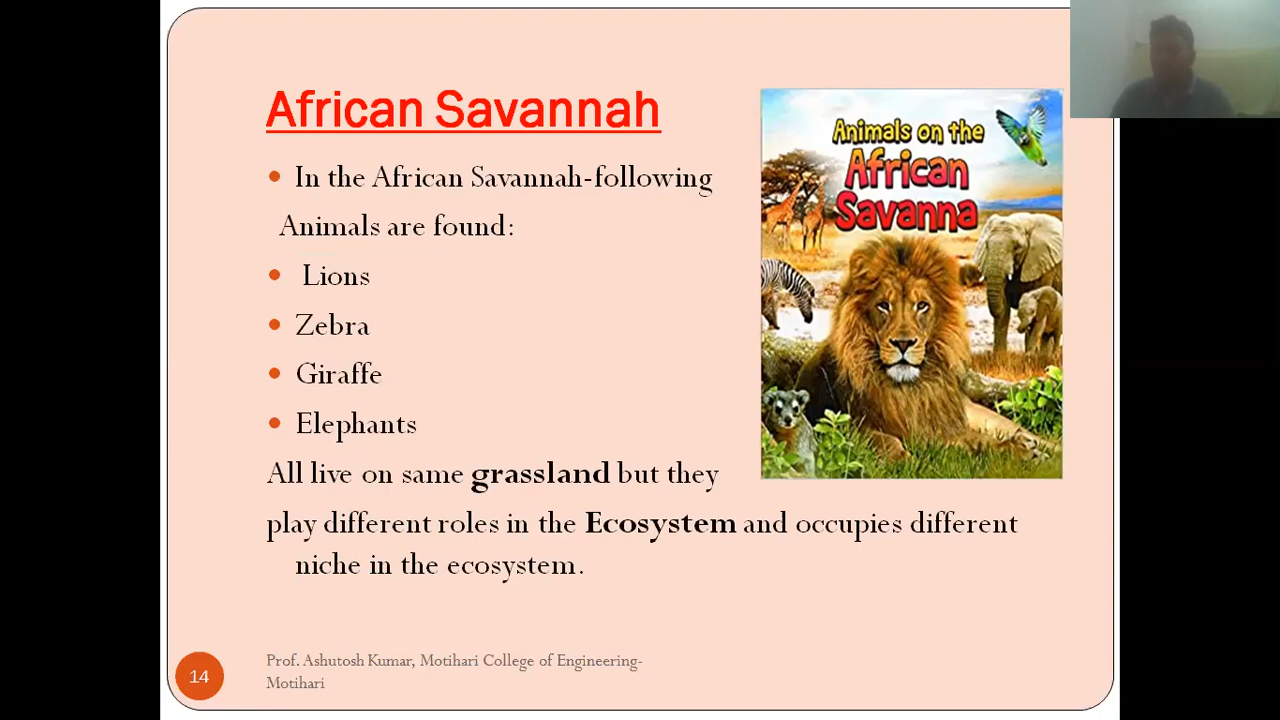 African Savannah
In the African Savannah-following
Animals are found:
Lions
Zebra
Giraffe
Elephants
All live on same grassland but they
play different roles in the Ecosystem and occupies different
niche in the ecosystem.
Animals on the
African
Savanna
14
Prof. Ashutosh Kumar, Motihari College of Engineering-
Motihari